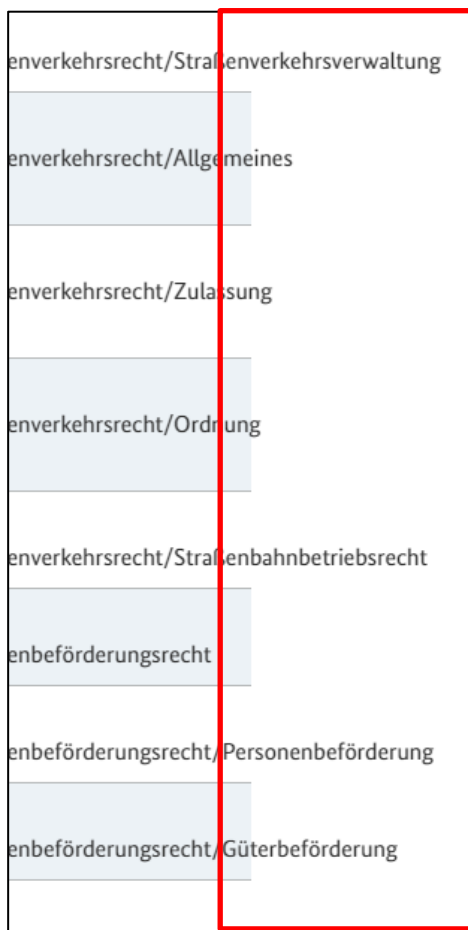 enverkehrsrecht/Straßenverkehrsverwaltung
enverkehrsrecht/Allgemeines
enverkehrsrecht/Zulassung
enverkehrsrecht/Ordnung
enverkehrsrecht/Straßenbahnbetriebsrecht
enbeförderungsrecht
enbeförderungsrecht/Personenbeförderung
enbeförderungsrecht/Güterbeförderung